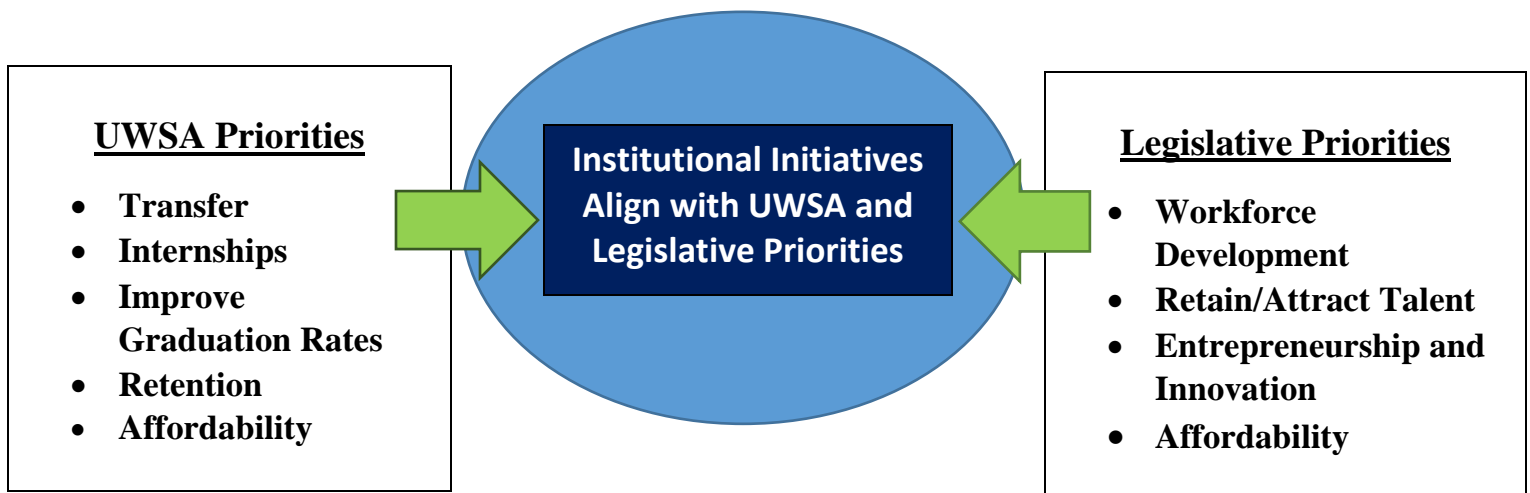 UWSA Priorities
• Transfer
• Internships
• Improve
Graduation Rates
• Retention
• Affordability
Institutional Initiatives
Align with UWSA and
Legislative Priorities
Legislative Priorities
• Workforce
Development
• Retain/Attract Talent
• Entrepreneurship and
Innovation
• Affordability